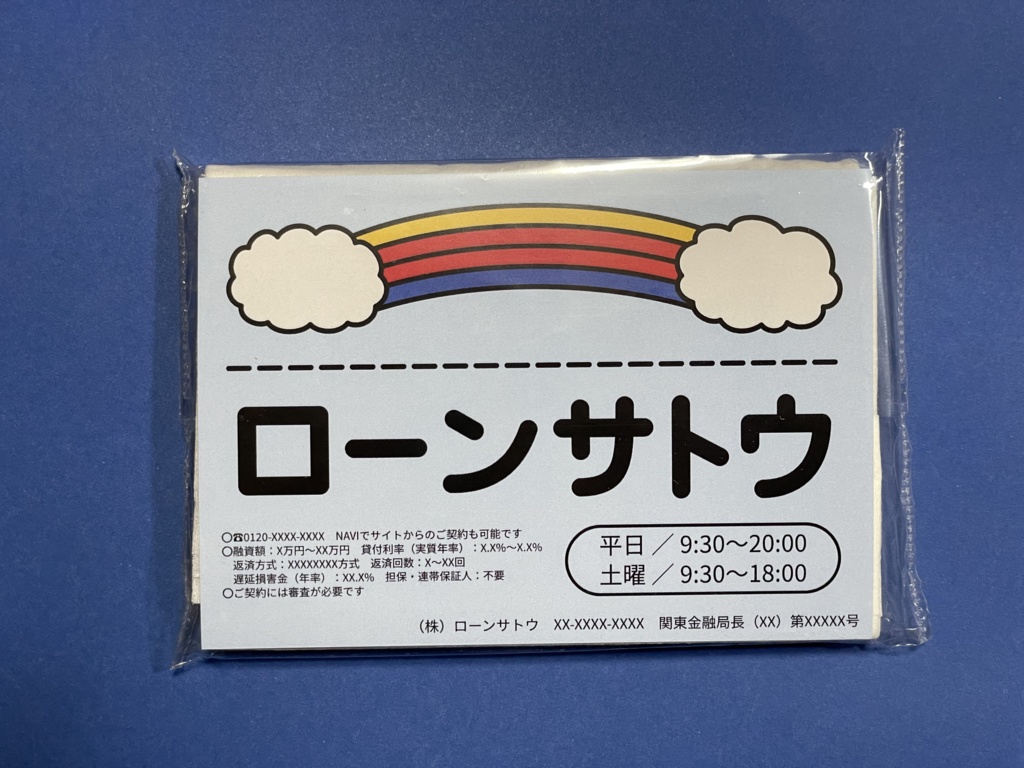 ローンサトウ
〇☎0120-XXXX-XXXX　NAVIでサイトからのご契約も可能です
〇融資額：X万円～XX万円　貸付利率（実質年率）：X.X%～X.X%
返済方式：XXXXXXXX方式　返済回数：X～XX回
遅延損害金（年率）：XX.X%　担保・連帯保証人：不要
〇ご契約には審査が必要です
平日 ／ 9:30～20:00
土曜 ／ 9:30～18:00
（株）ローンサトウ　XX-XXXX-XXXX　関東金融局長（XX）第XXXXX号